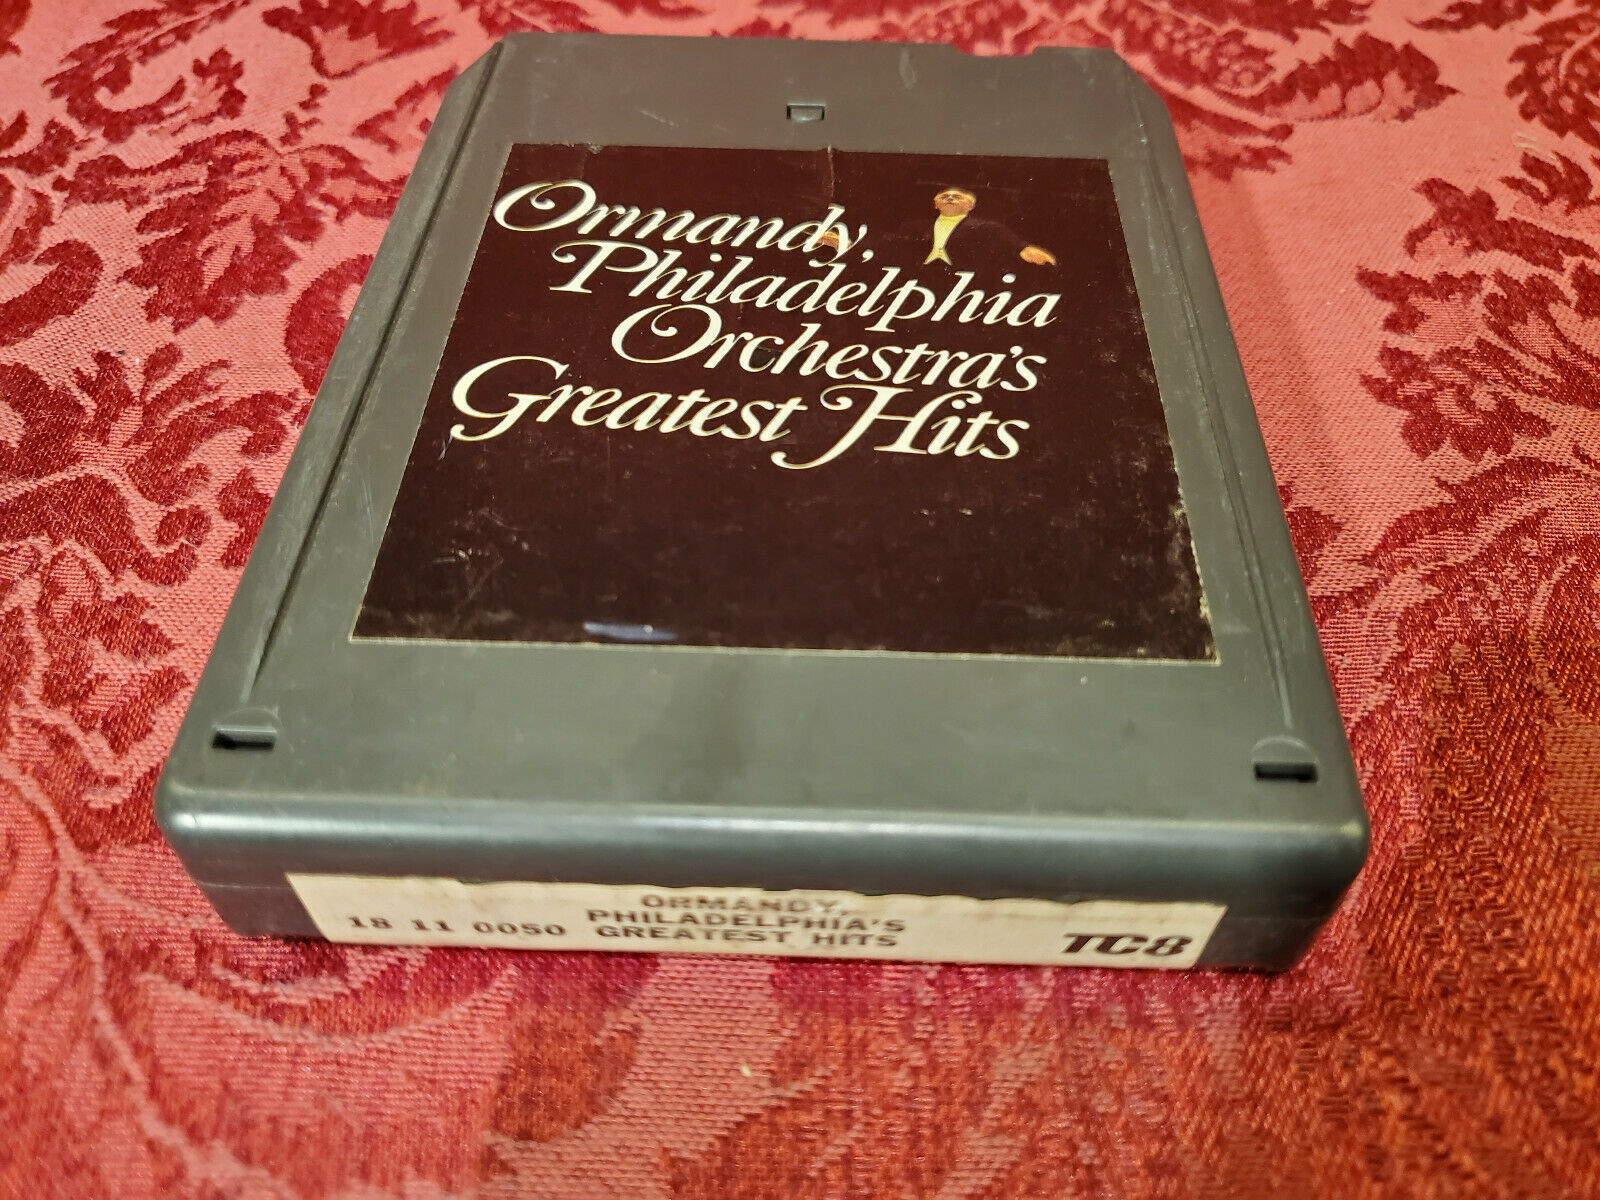 Ormandy,
Philadelphia
Orchestra's
Greatest Hits
ORMANDY,
PHILADELPHIA'S
18 11 0050 GREATEST HITS TC8